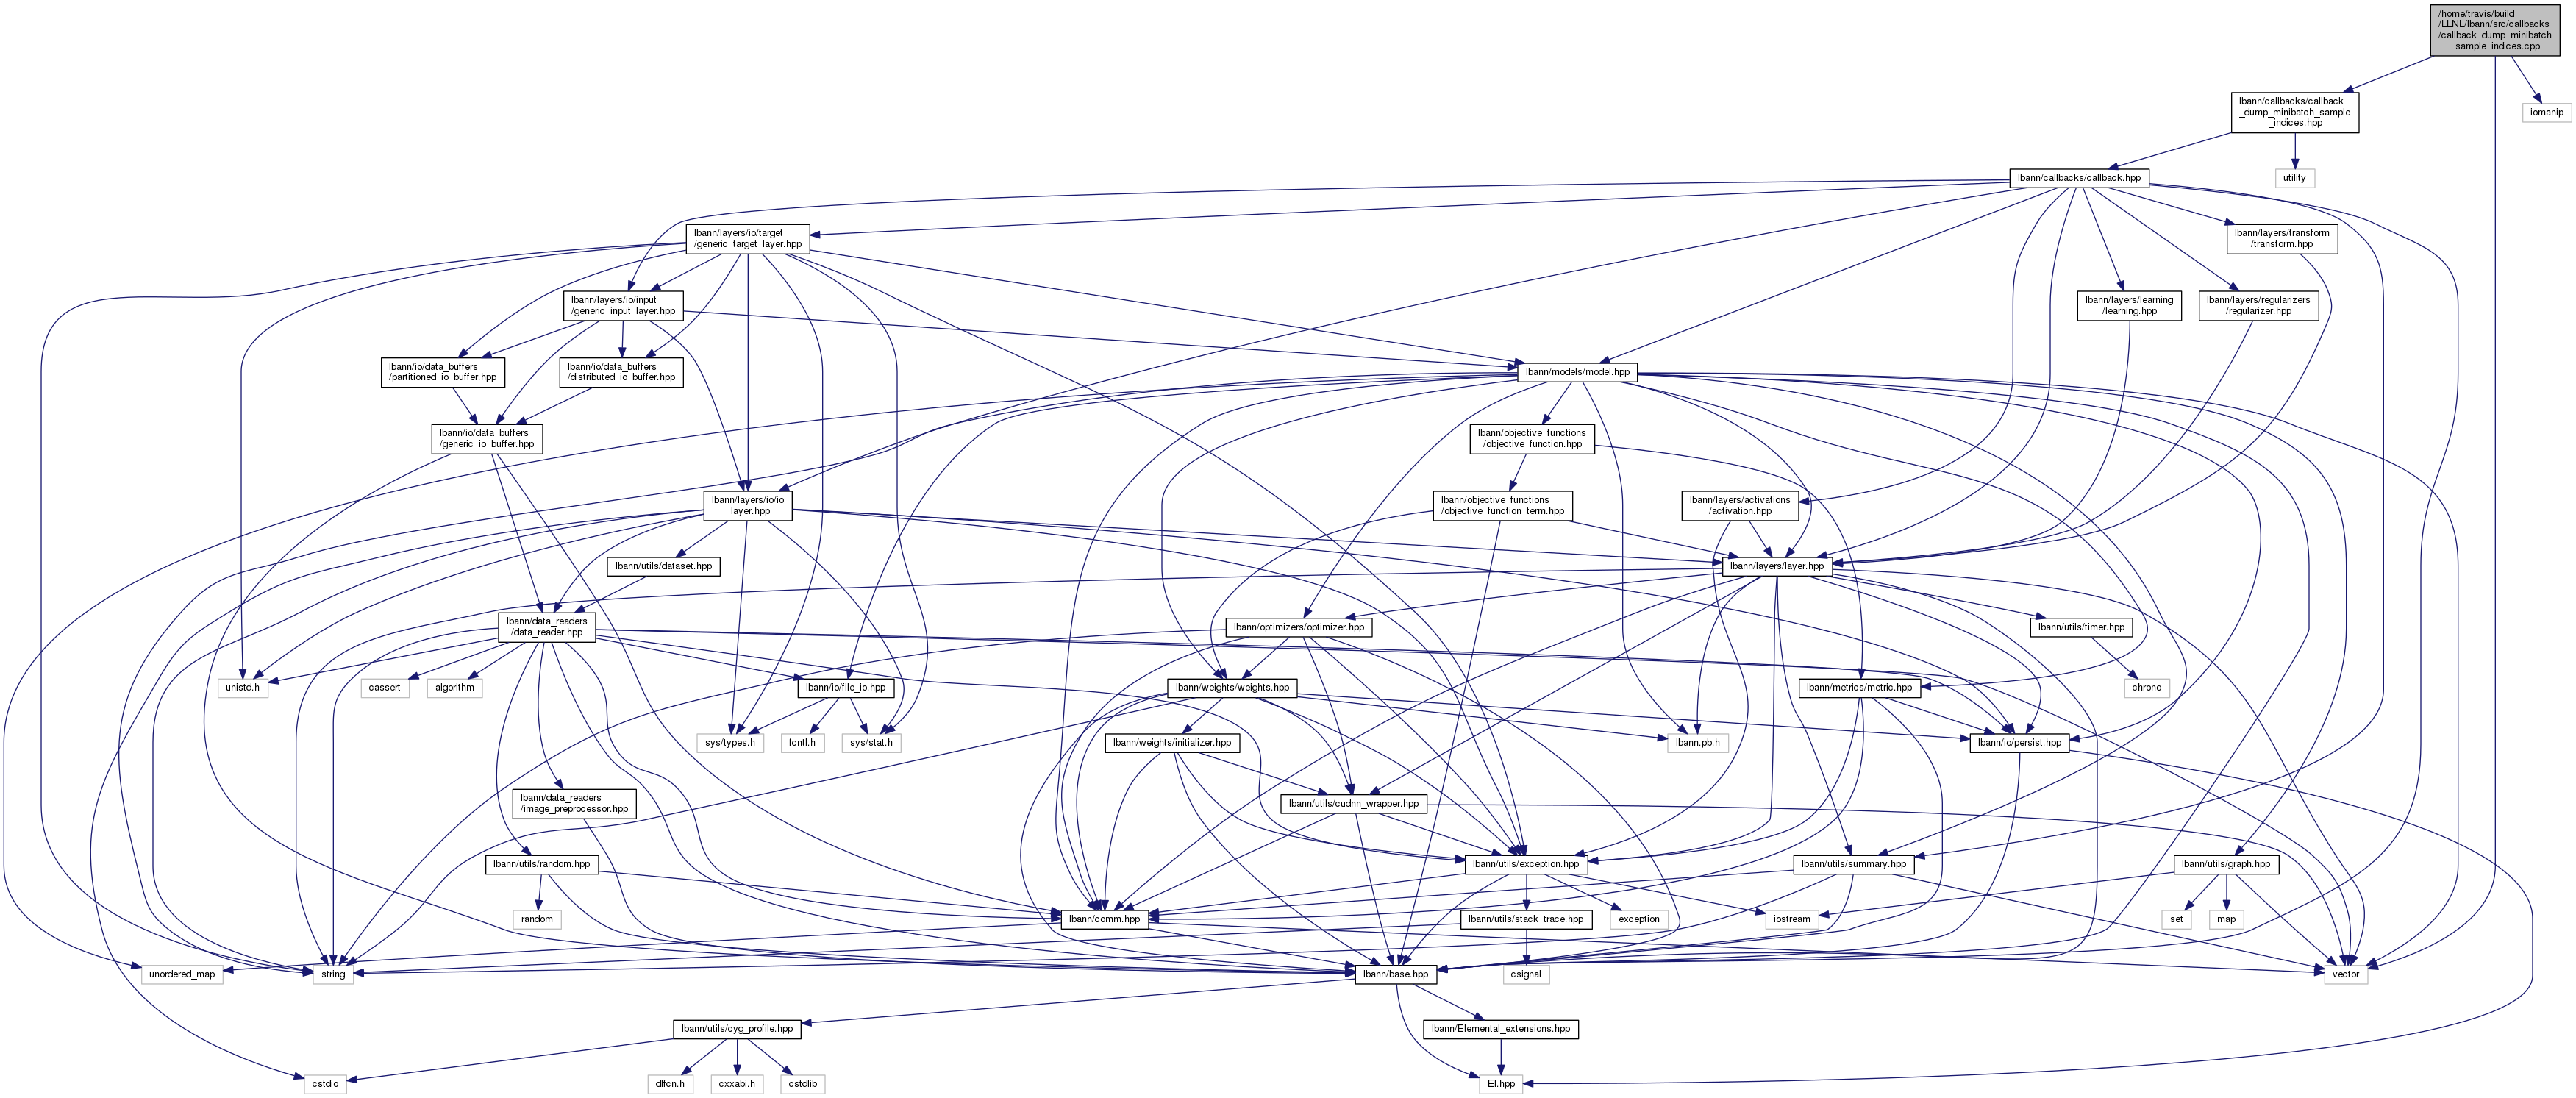 /home/travis/build
/LLNL/lbann/src/callbacks
/callback_dump_minibatch
_sample_indices.cpp
lbann/callbacks/callback
_dump_minibatch_sample
_indices.hpp
iomanip
lbann/callbacks/callback.hpp
utility
lbann/layers/io/target
/generic_target_layer.hpp
lbann/layers/transform
/transform.hpp
lbann/layers/io/input
/generic_input_layer.hpp
lbann/layers/learning
/learning.hpp
lbann/layers/regularizers
/regularizer.hpp
lbann/io/data_buffers
/partitioned_io_buffer.hpp
lbann/io/data_buffers
/distributed_io_buffer.hpp
lbann/models/model.hpp
lbann/io/data_buffers
/generic_io_buffer.hpp
lbann/objective_functions
/objective_function.hpp
lbann/layers/io/io
_layer.hpp
lbann/objective_functions
/objective_function_term.hpp
lbann/layers/activations
/activation.hpp
lbann/utils/dataset.hpp
lbann/layers/layer.hpp
lbann/data_readers
/data_reader.hpp
lbann/optimizers/optimizer.hpp
lbann/utils/timer.hpp
unistd.h
cassert
algorithm
lbann/io/file_io.hpp
lbann/weights/weights.hpp
lbann/metrics/metric.hpp
chrono
sys/types.h
fcntl.h
sys/stat.h
lbann/weights/initializer.hpp
lbann.pb.h
lbann/io/persist.hpp
lbann/data_readers
/image_preprocessor.hpp
lbann/utils/cudnn_wrapper.hpp
lbann/utils/random.hpp
lbann/utils/exception.hpp
lbann/utils/summary.hpp
lbann/utils/graph.hpp
random
lbann/comm.hpp
lbann/utils/stack_trace.hpp
exception
iostream
set
map
unordered_map
string
lbann/base.hpp
csignal
vector
lbann/utils/cyg_profile.hpp
lbann/Elemental_extensions.hpp
cstdio
dlfcn.h
cxxabi.h
cstdlib
El.hpp